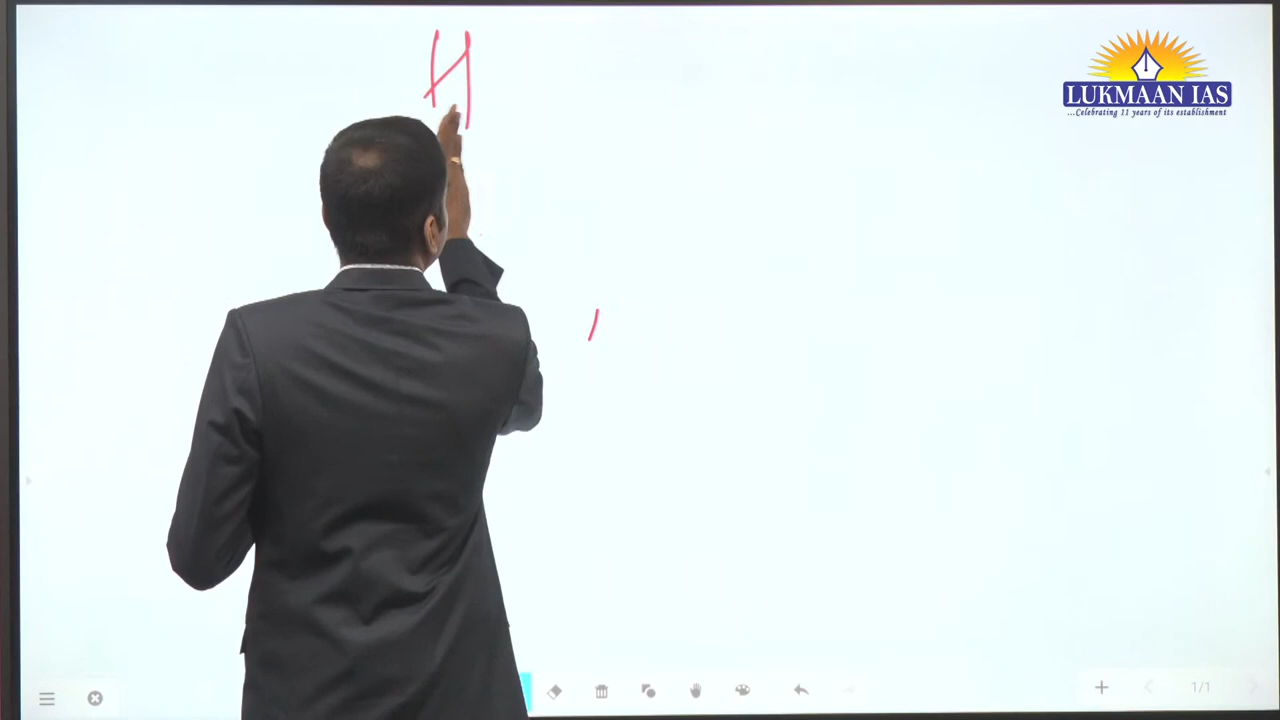 H
LUKMAAN IAS
...Celebrating 11 years of its establishment
1/1